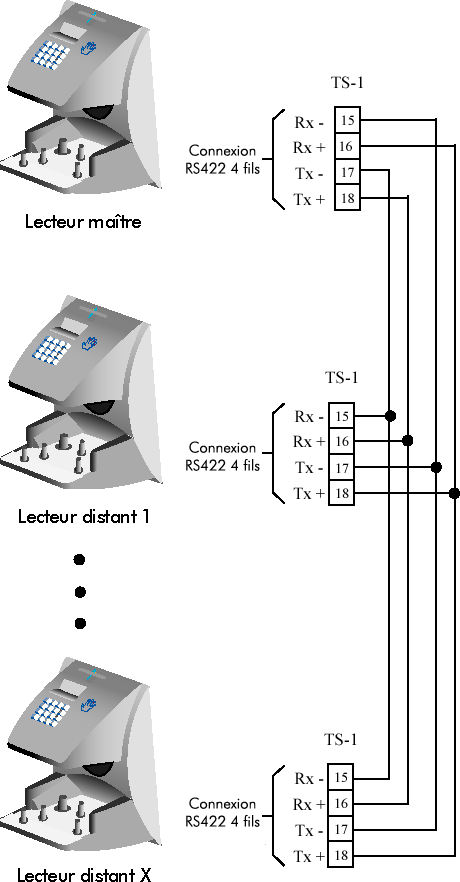 TS-1
Connexion
RS422 4 fils
Rx - 15
Rx + 16
Tx - 17
Tx + 18
Lecteur maître
TS-1
Connexion
RS422 4 fils
Rx - 15
Rx + 16
Tx - 17
Tx + 18
Lecteur distant 1
TS-1
Connexion
RS422 4 fils
Rx - 15
Rx + 16
Tx - 17
Tx + 18
Lecteur distant X